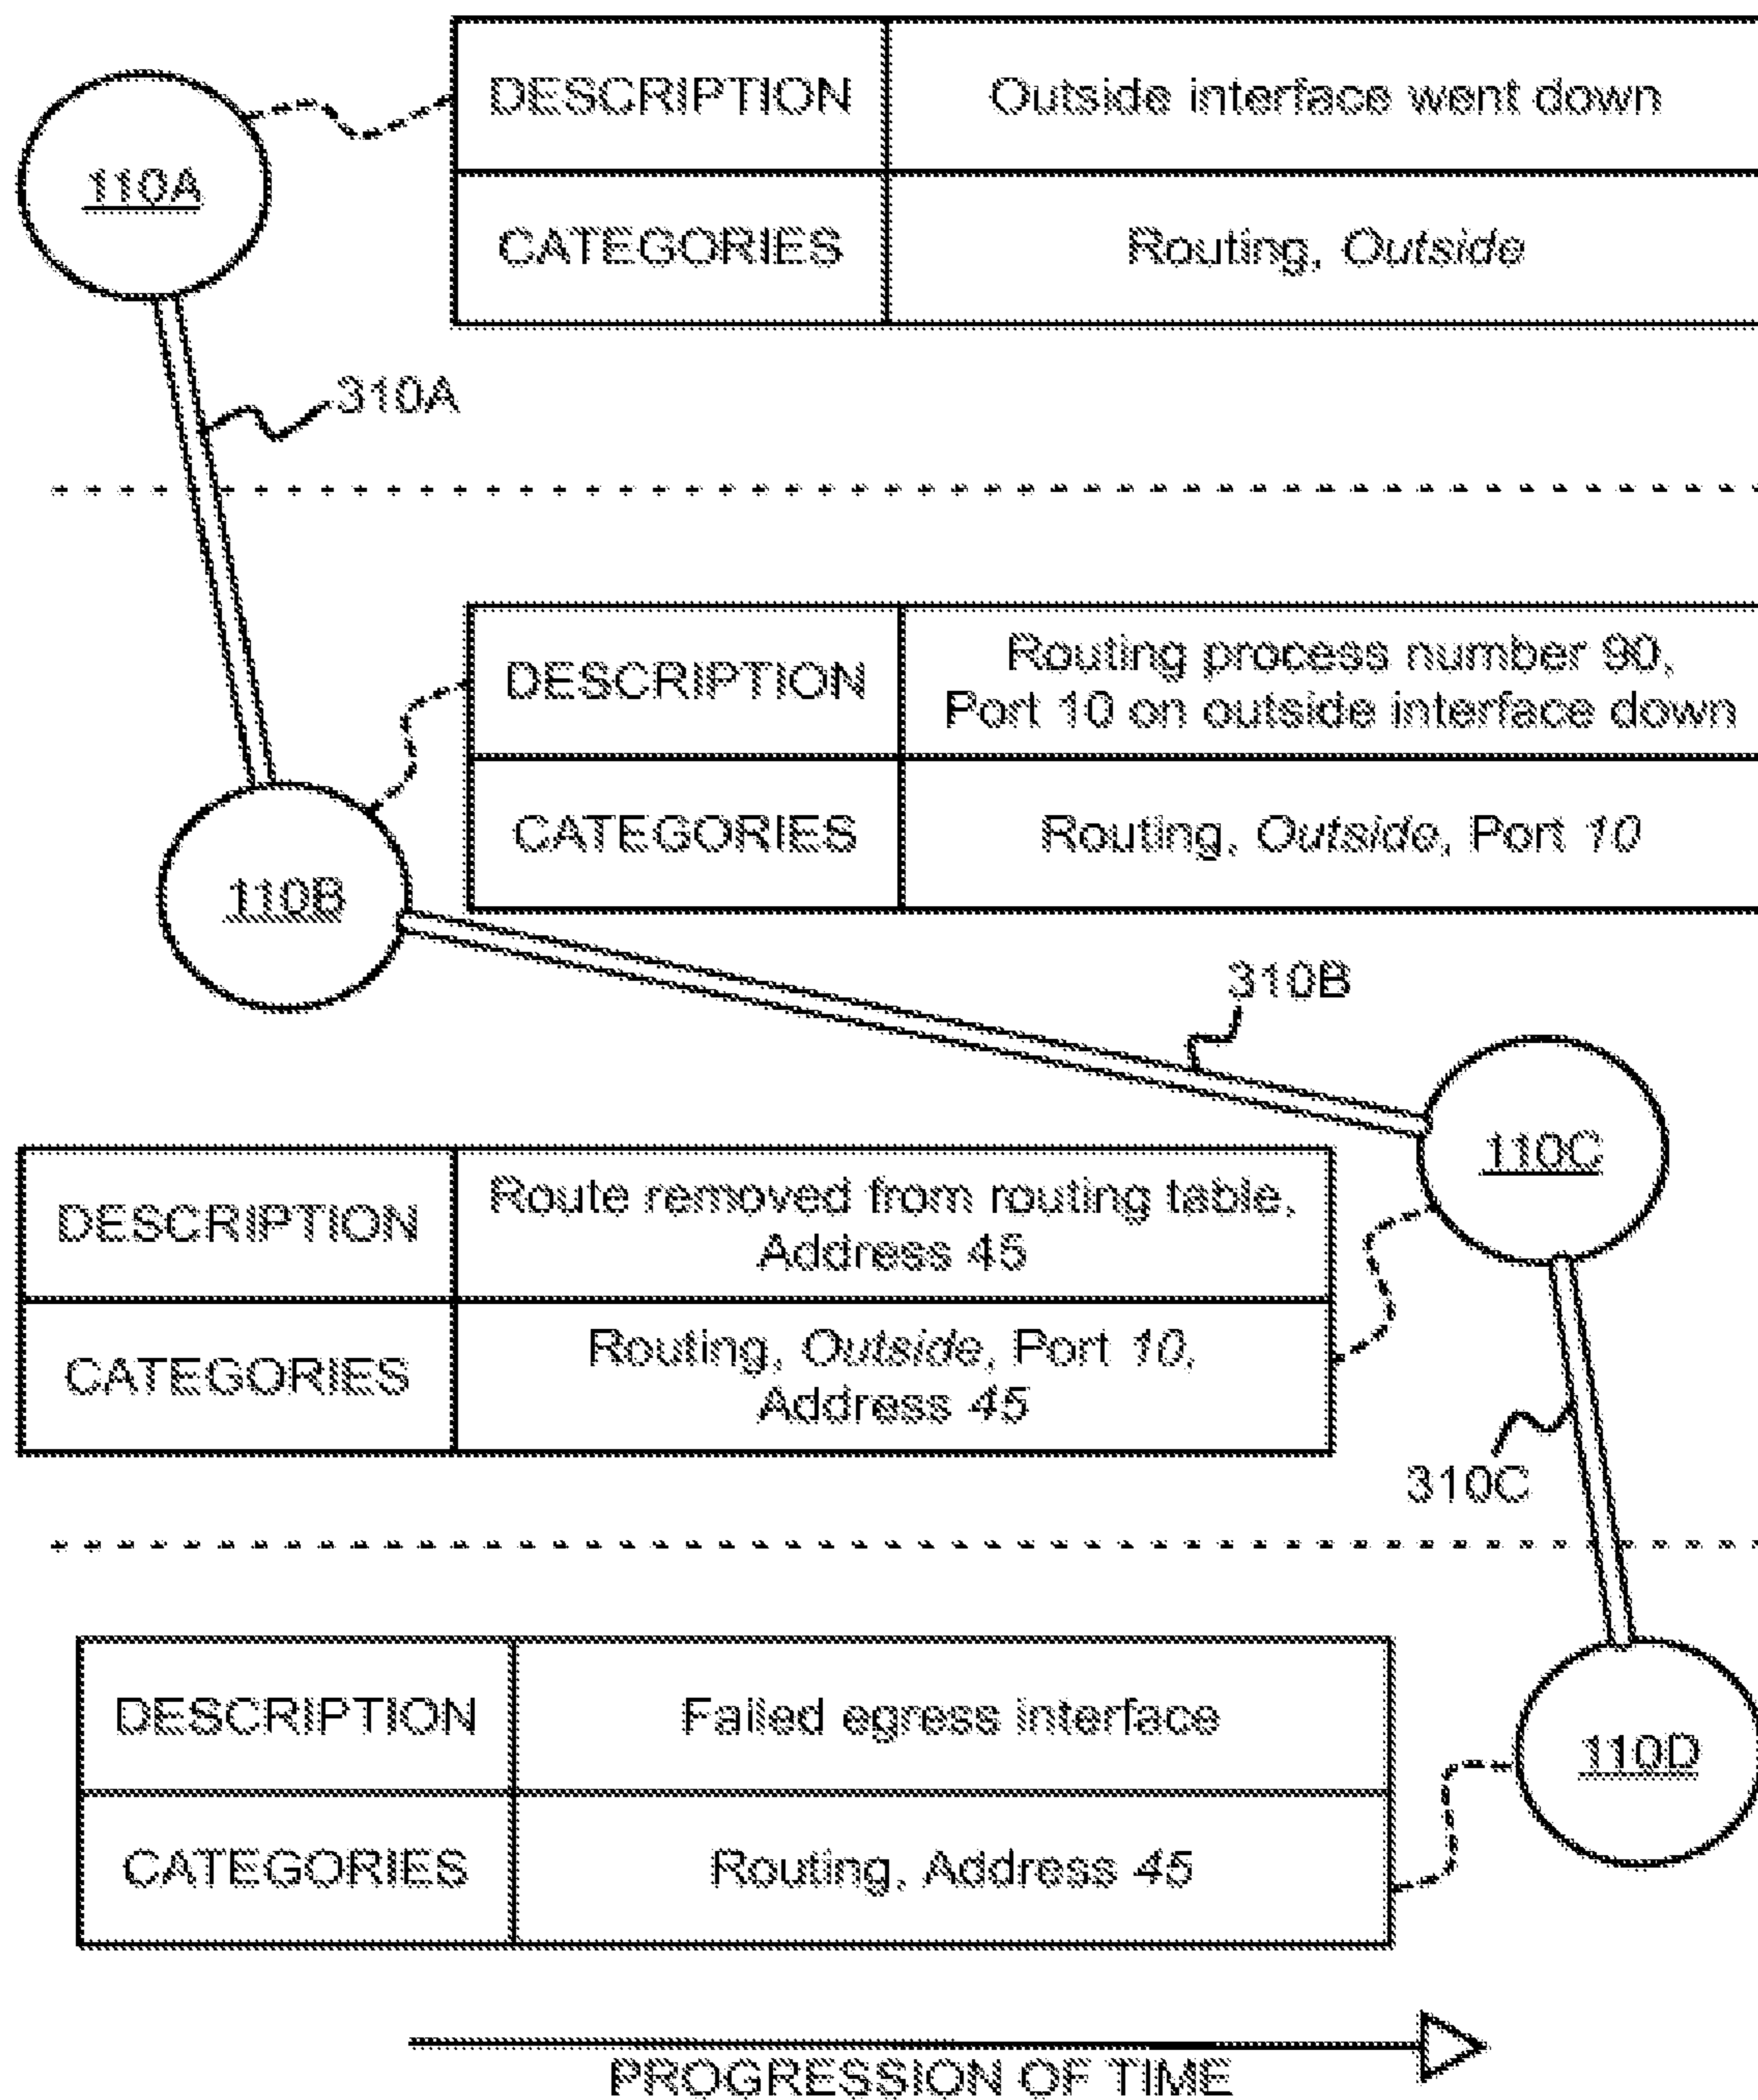 DESCRIPTION Outside interface went down
110A
CATEGORIES Routing, Outside
310A
DESCRIPTION Routing process number 90,
Port 10 on outside interface down
CATEGORIES Routing, Outside, Port 10
110B
310B
110C
DESCRIPTION Route removed from routing table,
Address 45
CATEGORIES Routing, Outside, Port 10,
Address 45
310C
DESCRIPTION Failed egress interface
110D
CATEGORIES Routing, Address 45
PROGRESSION OF TIME